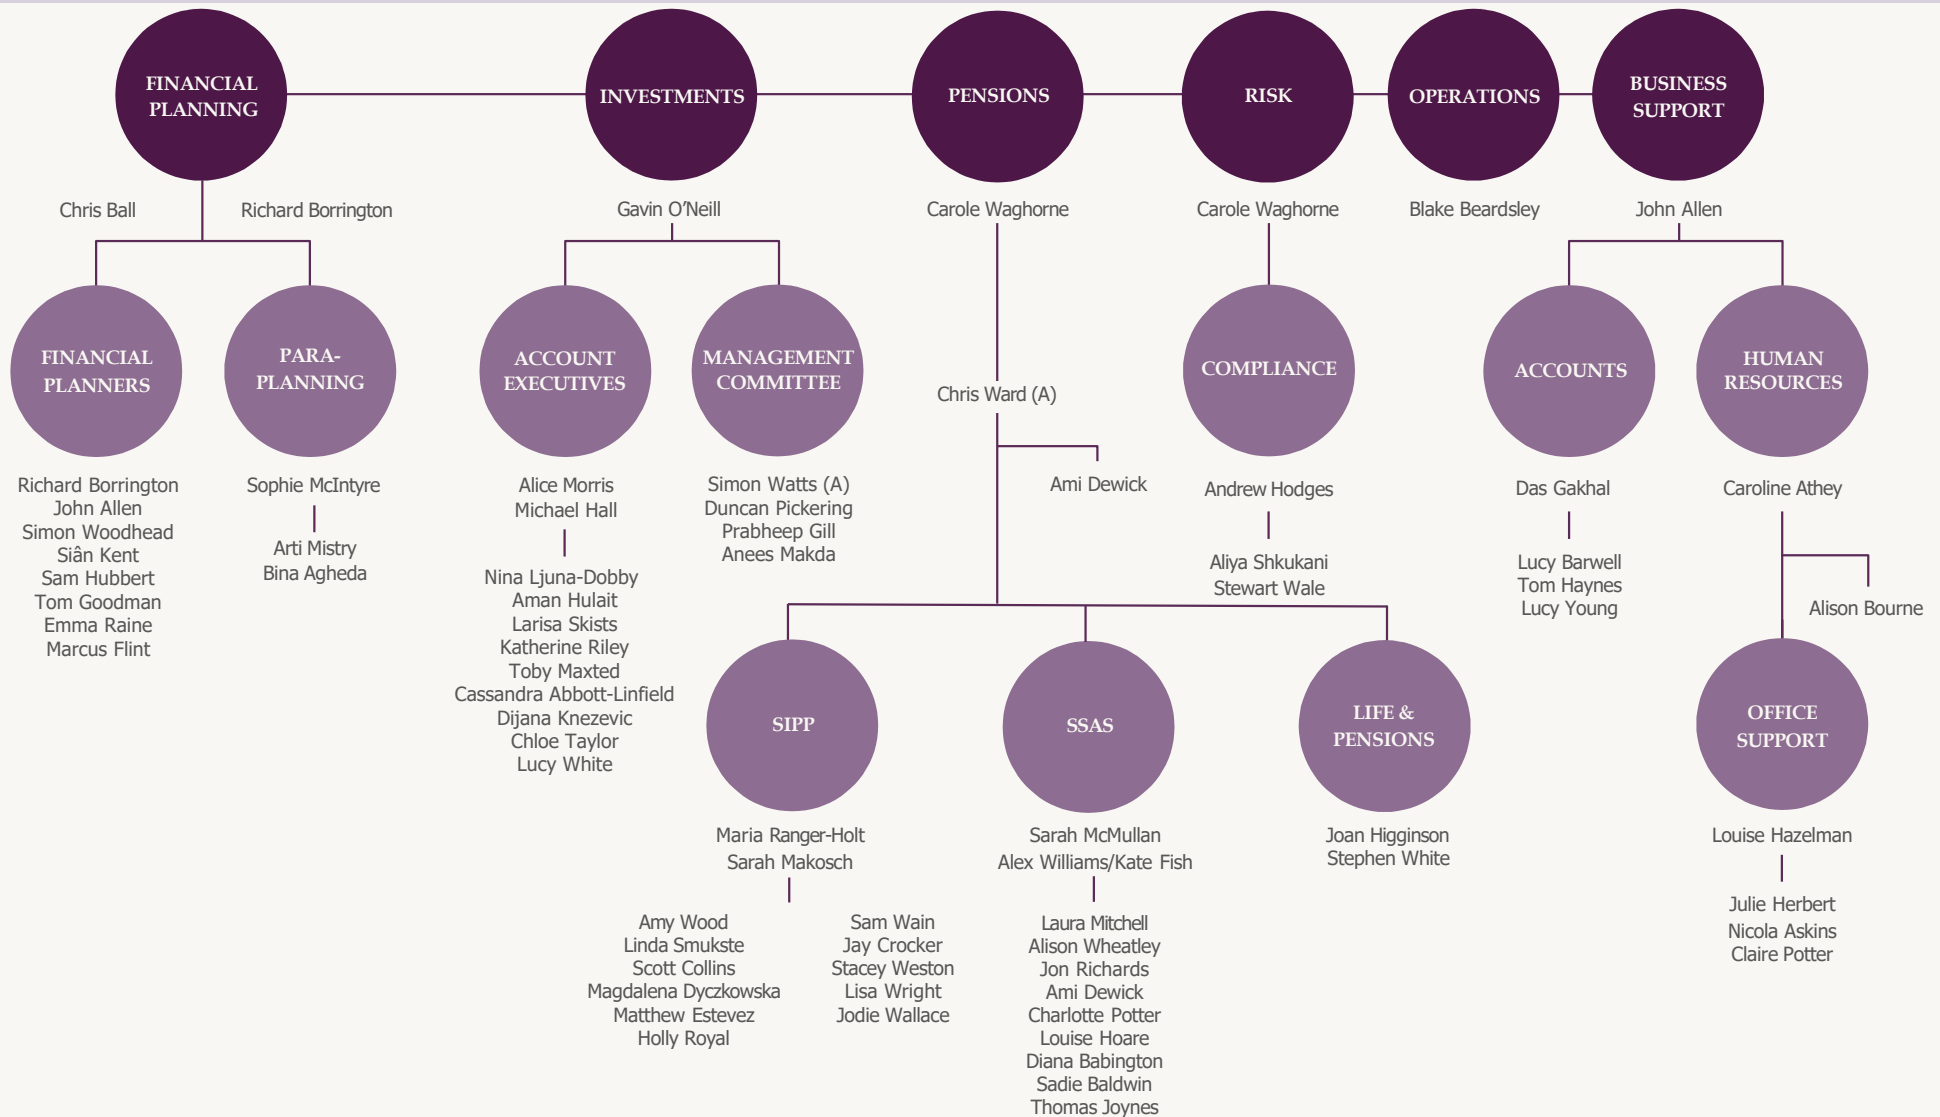 FINANCIAL
PLANNING
INVESTMENTS
PENSIONS
RISK
OPERATIONS
BUSINESS
SUPPORT
Chris Ball
Richard Borrington
Gavin O’Neill
Carole Waghorne
Carole Waghorne
Blake Beardsley
John Allen
FINANCIAL
PLANNERS
PARA-
PLANNING
ACCOUNT
EXECUTIVES
MANAGEMENT
COMMITTEE
Chris Ward (A)
COMPLIANCE
ACCOUNTS
HUMAN
RESOURCES
Richard Borrington
John Allen
Simon Woodhead
Siân Kent
Sam Hubbert
Tom Goodman
Emma Raine
Marcus Flint
Sophie McIntyre
Arti Mistry
Bina Agheda
Alice Morris
Michael Hall
Nina Ljuna-Dobby
Aman Hulait
Larisa Skists
Katherine Riley
Toby Maxted
Cassandra Abbott-Linfield
Dijana Knezevic
Chloe Taylor
Lucy White
Simon Watts (A)
Duncan Pickering
Prabheep Gill
Anees Makda
Ami Dewick
Andrew Hodges
Aliya Shkukani
Stewart Wale
Das Gakhal
Lucy Barwell
Tom Haynes
Lucy Young
Caroline Athey
Alison Bourne
SIPP
SSAS
LIFE &
PENSIONS
OFFICE
SUPPORT
Maria Ranger-Holt
Sarah Makosch
Amy Wood
Linda Smukste
Scott Collins
Magdalena Dyczkowska
Matthew Estevez
Holly Royal
Sam Wain
Jay Crocker
Stacey Weston
Lisa Wright
Jodie Wallace
Sarah McMullan
Alex Williams/Kate Fish
Laura Mitchell
Alison Wheatley
Jon Richards
Ami Dewick
Charlotte Potter
Louise Hoare
Diana Babington
Sadie Baldwin
Thomas Joynes
Joan Higginson
Stephen White
Louise Hazelman
Julie Herbert
Nicola Askins
Claire Potter